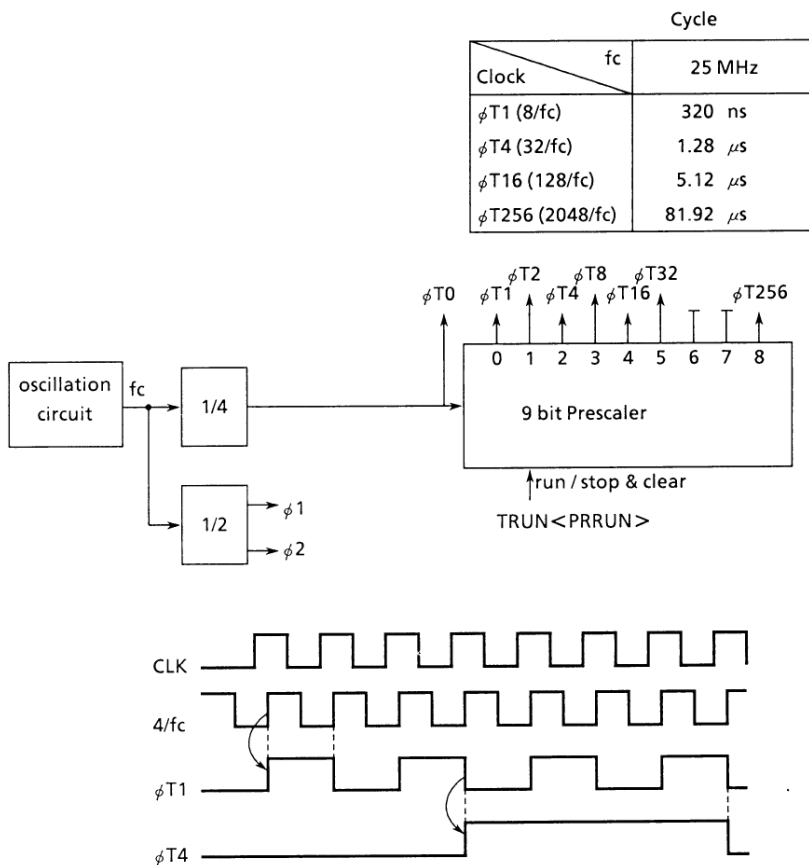 Cycle
fc
Clock
25 MHz
φT1 (8/fc) 320 ns
φT4 (32/fc) 1.28 μs
φT16 (128/fc) 5.12 μs
φT256 (2048/fc) 81.92 μs
φT2 φT8 φT32
φT0 φT1 φT4 φT16 φT256
0 1 2 3 4 5 6 7 8
oscillation circuit
fc
1/4
9 bit Prescaler
run / stop & clear
TRUN<PRRUN>
1/2
φ1
φ2
CLK
4/fc
φT1
φT4